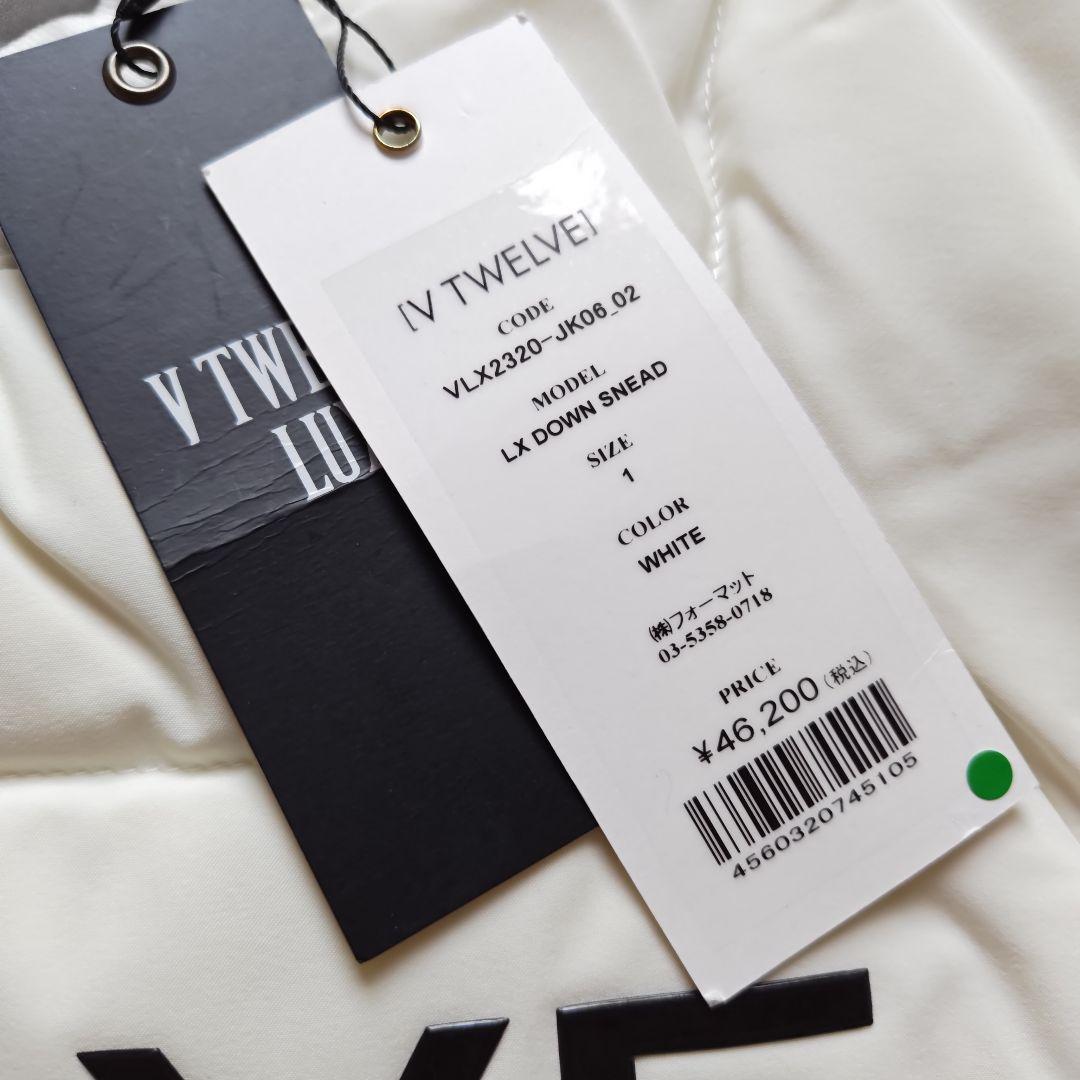 V TWE
LU
[V TWELVE]
CODE
VLX2320-JK06_02
MODEL
LX DOWN SNEAD
SIZE
1
COLOR
WHITE
㈱フォーマット
03-5358-0718
PRICE
¥46,200(税込)
4560320745105